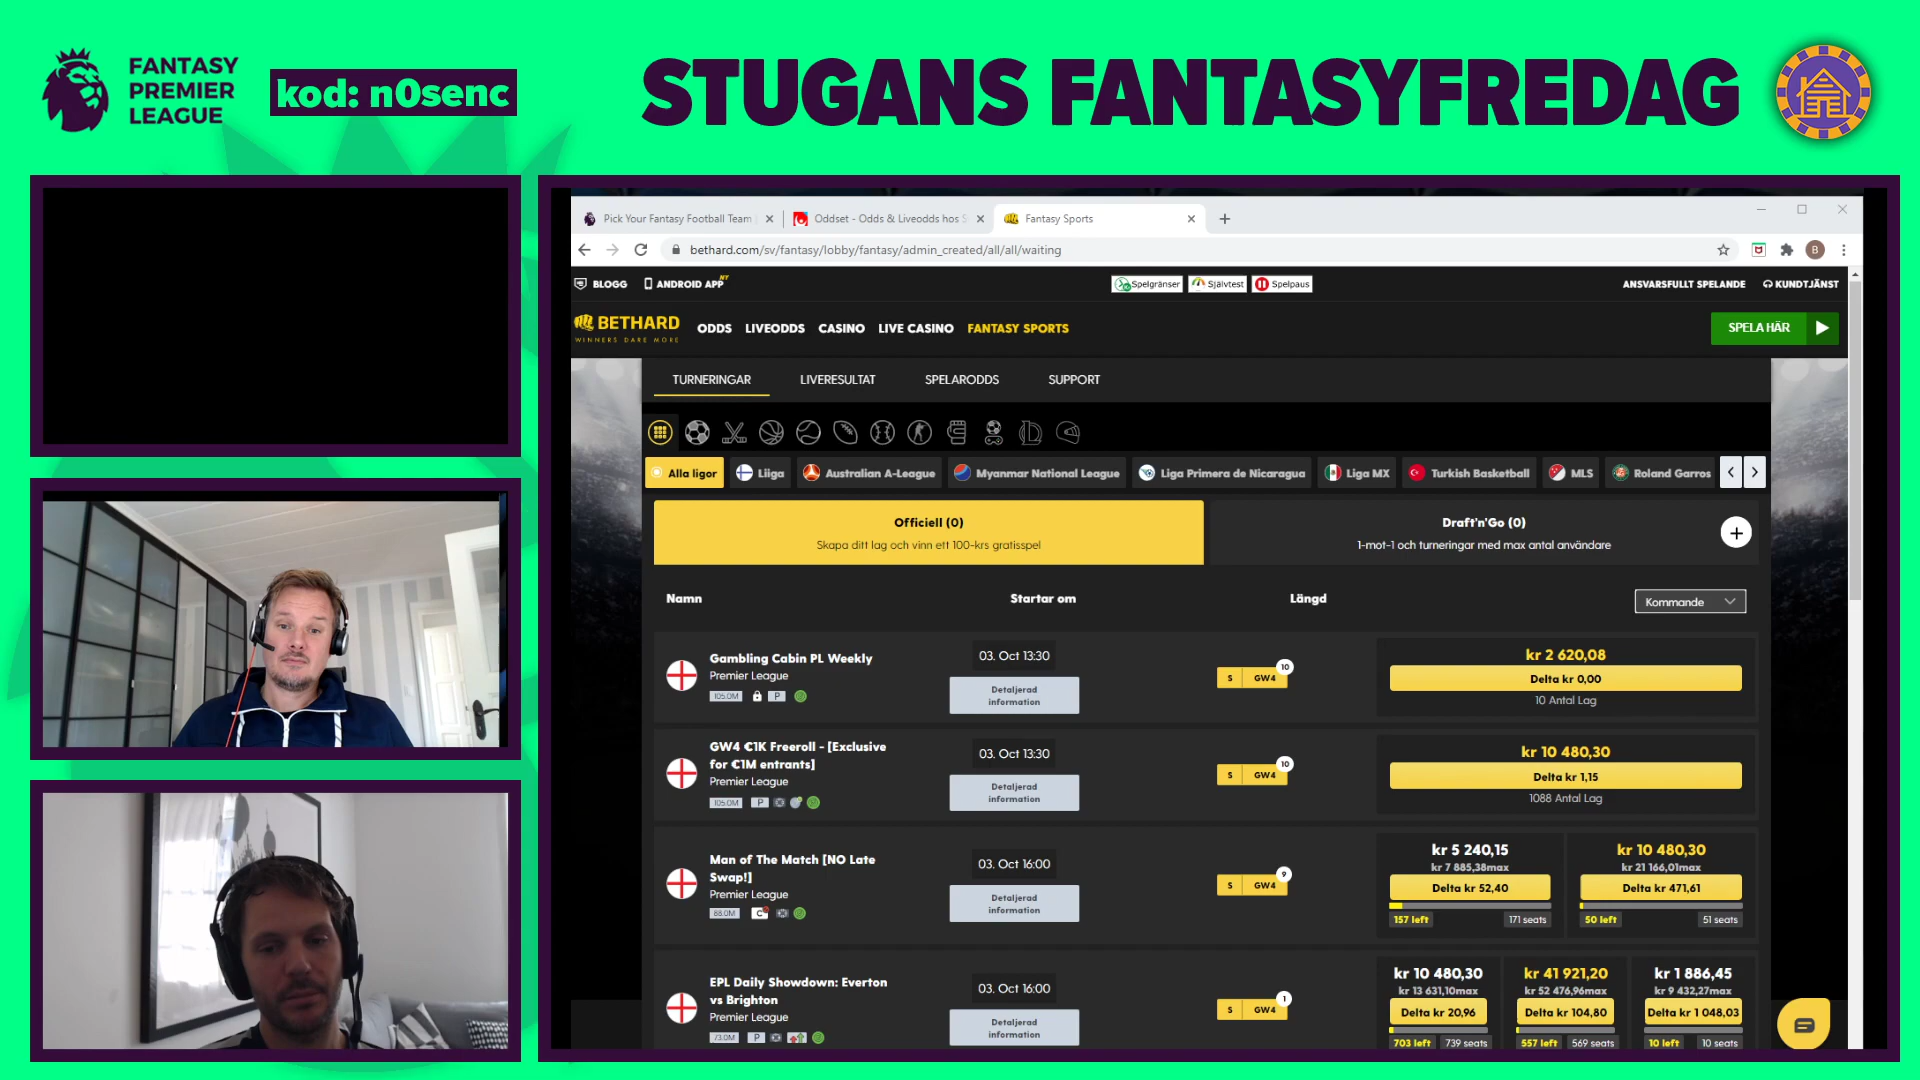 FANTASY
PREMIER
LEAGUE
kod: n0senc
STUGANS FANTASYFREDAG
Pick Your Fantasy Football Team
Oddset - Odds & Liveodds hos S
Fantasy Sports
bethard.com/sv/fantasy/lobby/fantasy/admin_created/all/all/waiting
B
BLOGG
ANDROID APP NY
Spelgränser
Självtest
Spelpaus
ANSVARSFULLT SPELANDE
KUNDTJÄNST
BETHARD
WINNERS DARE MORE
ODDS
LIVEODDS
CASINO
LIVE CASINO
FANTASY SPORTS
SPELA HÄR
TURNERINGAR
LIVERESULTAT
SPELARODDS
SUPPORT
Alla ligor
Liiga
Australian A-League
Myanmar National League
Liga Primera de Nicaragua
Liga MX
Turkish Basketball
MLS
Roland Garros
Officiell (0)
Skapa ditt lag och vinn ett 100-krs gratisspel
Draft'n'Go (0)
1-mot-1 och turneringar med max antal användare
Namn
Startar om
Längd
Kommande
Gambling Cabin PL Weekly
Premier League
105.0M P
03. Oct 13:30
Detaljerad
information
S GW4 10
kr 2 620,08
Delta kr 0,00
10 Antal Lag
GW4 €1K Freeroll - [Exclusive
for €1M entrants]
Premier League
105.0M P
03. Oct 13:30
Detaljerad
information
S GW4 10
kr 10 480,30
Delta kr 1,15
1088 Antal Lag
Man of The Match [NO Late
Swap!]
Premier League
88.0M C
03. Oct 16:00
Detaljerad
information
S GW4 9
kr 5 240,15
kr 7 885,38max
Delta kr 52,40
157 left 171 seats
kr 10 480,30
kr 21 166,01max
Delta kr 471,61
50 left 51 seats
EPL Daily Showdown: Everton
vs Brighton
Premier League
73.0M P
03. Oct 16:00
Detaljerad
information
S GW4 1
kr 10 480,30
kr 13 631,10max
Delta kr 20,96
703 left 739 seats
kr 41 921,20
kr 52 476,96max
Delta kr 104,80
557 left 569 seats
kr 1 886,45
kr 9 432,27max
Delta kr 1 048,03
10 left 10 seats